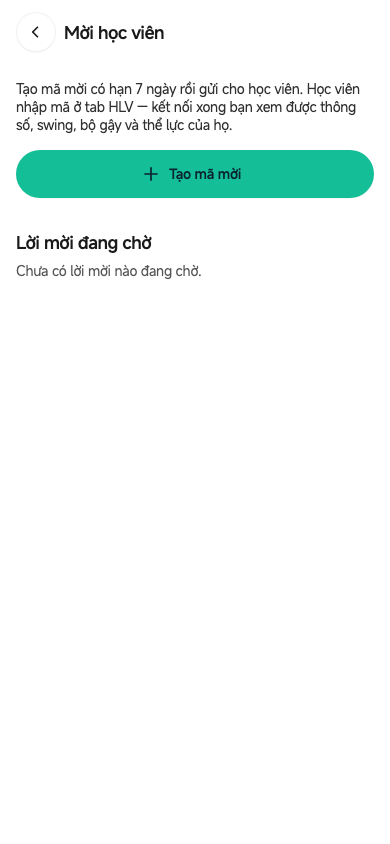 Mời học viên
Tạo mã mời có hạn 7 ngày rồi gửi cho học viên. Học viên
nhập mã ở tab HLV — kết nối xong bạn xem được thông
số, swing, bộ gậy và thể lực của họ.
Tạo mã mời
Lời mời đang chờ
Chưa có lời mời nào đang chờ.